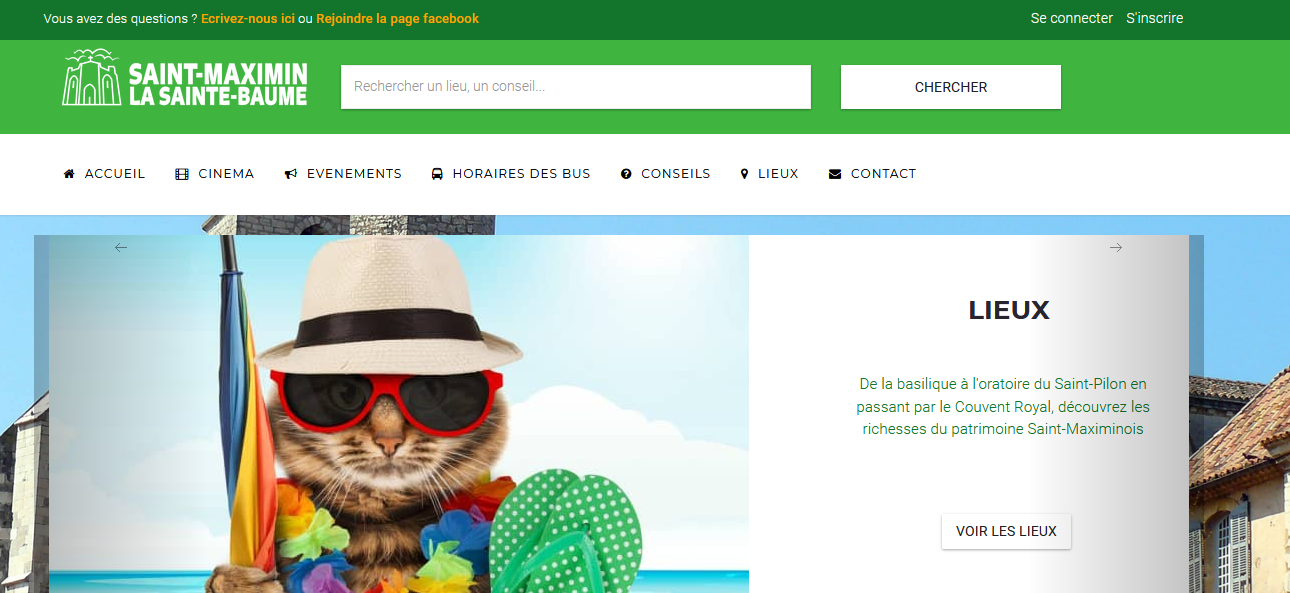 Vous avez des questions ? Ecrivez-nous ici ou Rejoindre la page facebook
Se connecter S'inscrire
SAINT-MAXIMIN
LA SAINTE-BAUME
Rechercher un lieu, un conseil...
CHERCHER
ACCUEIL CINEMA EVENEMENTS HORAIRES DES BUS CONSEILS LIEUX CONTACT
LIEUX
De la basilique à l'oratoire du Saint-Pilon en
passant par le Couvent Royal, découvrez les
richesses du patrimoine Saint-Maximinois
VOIR LES LIEUX